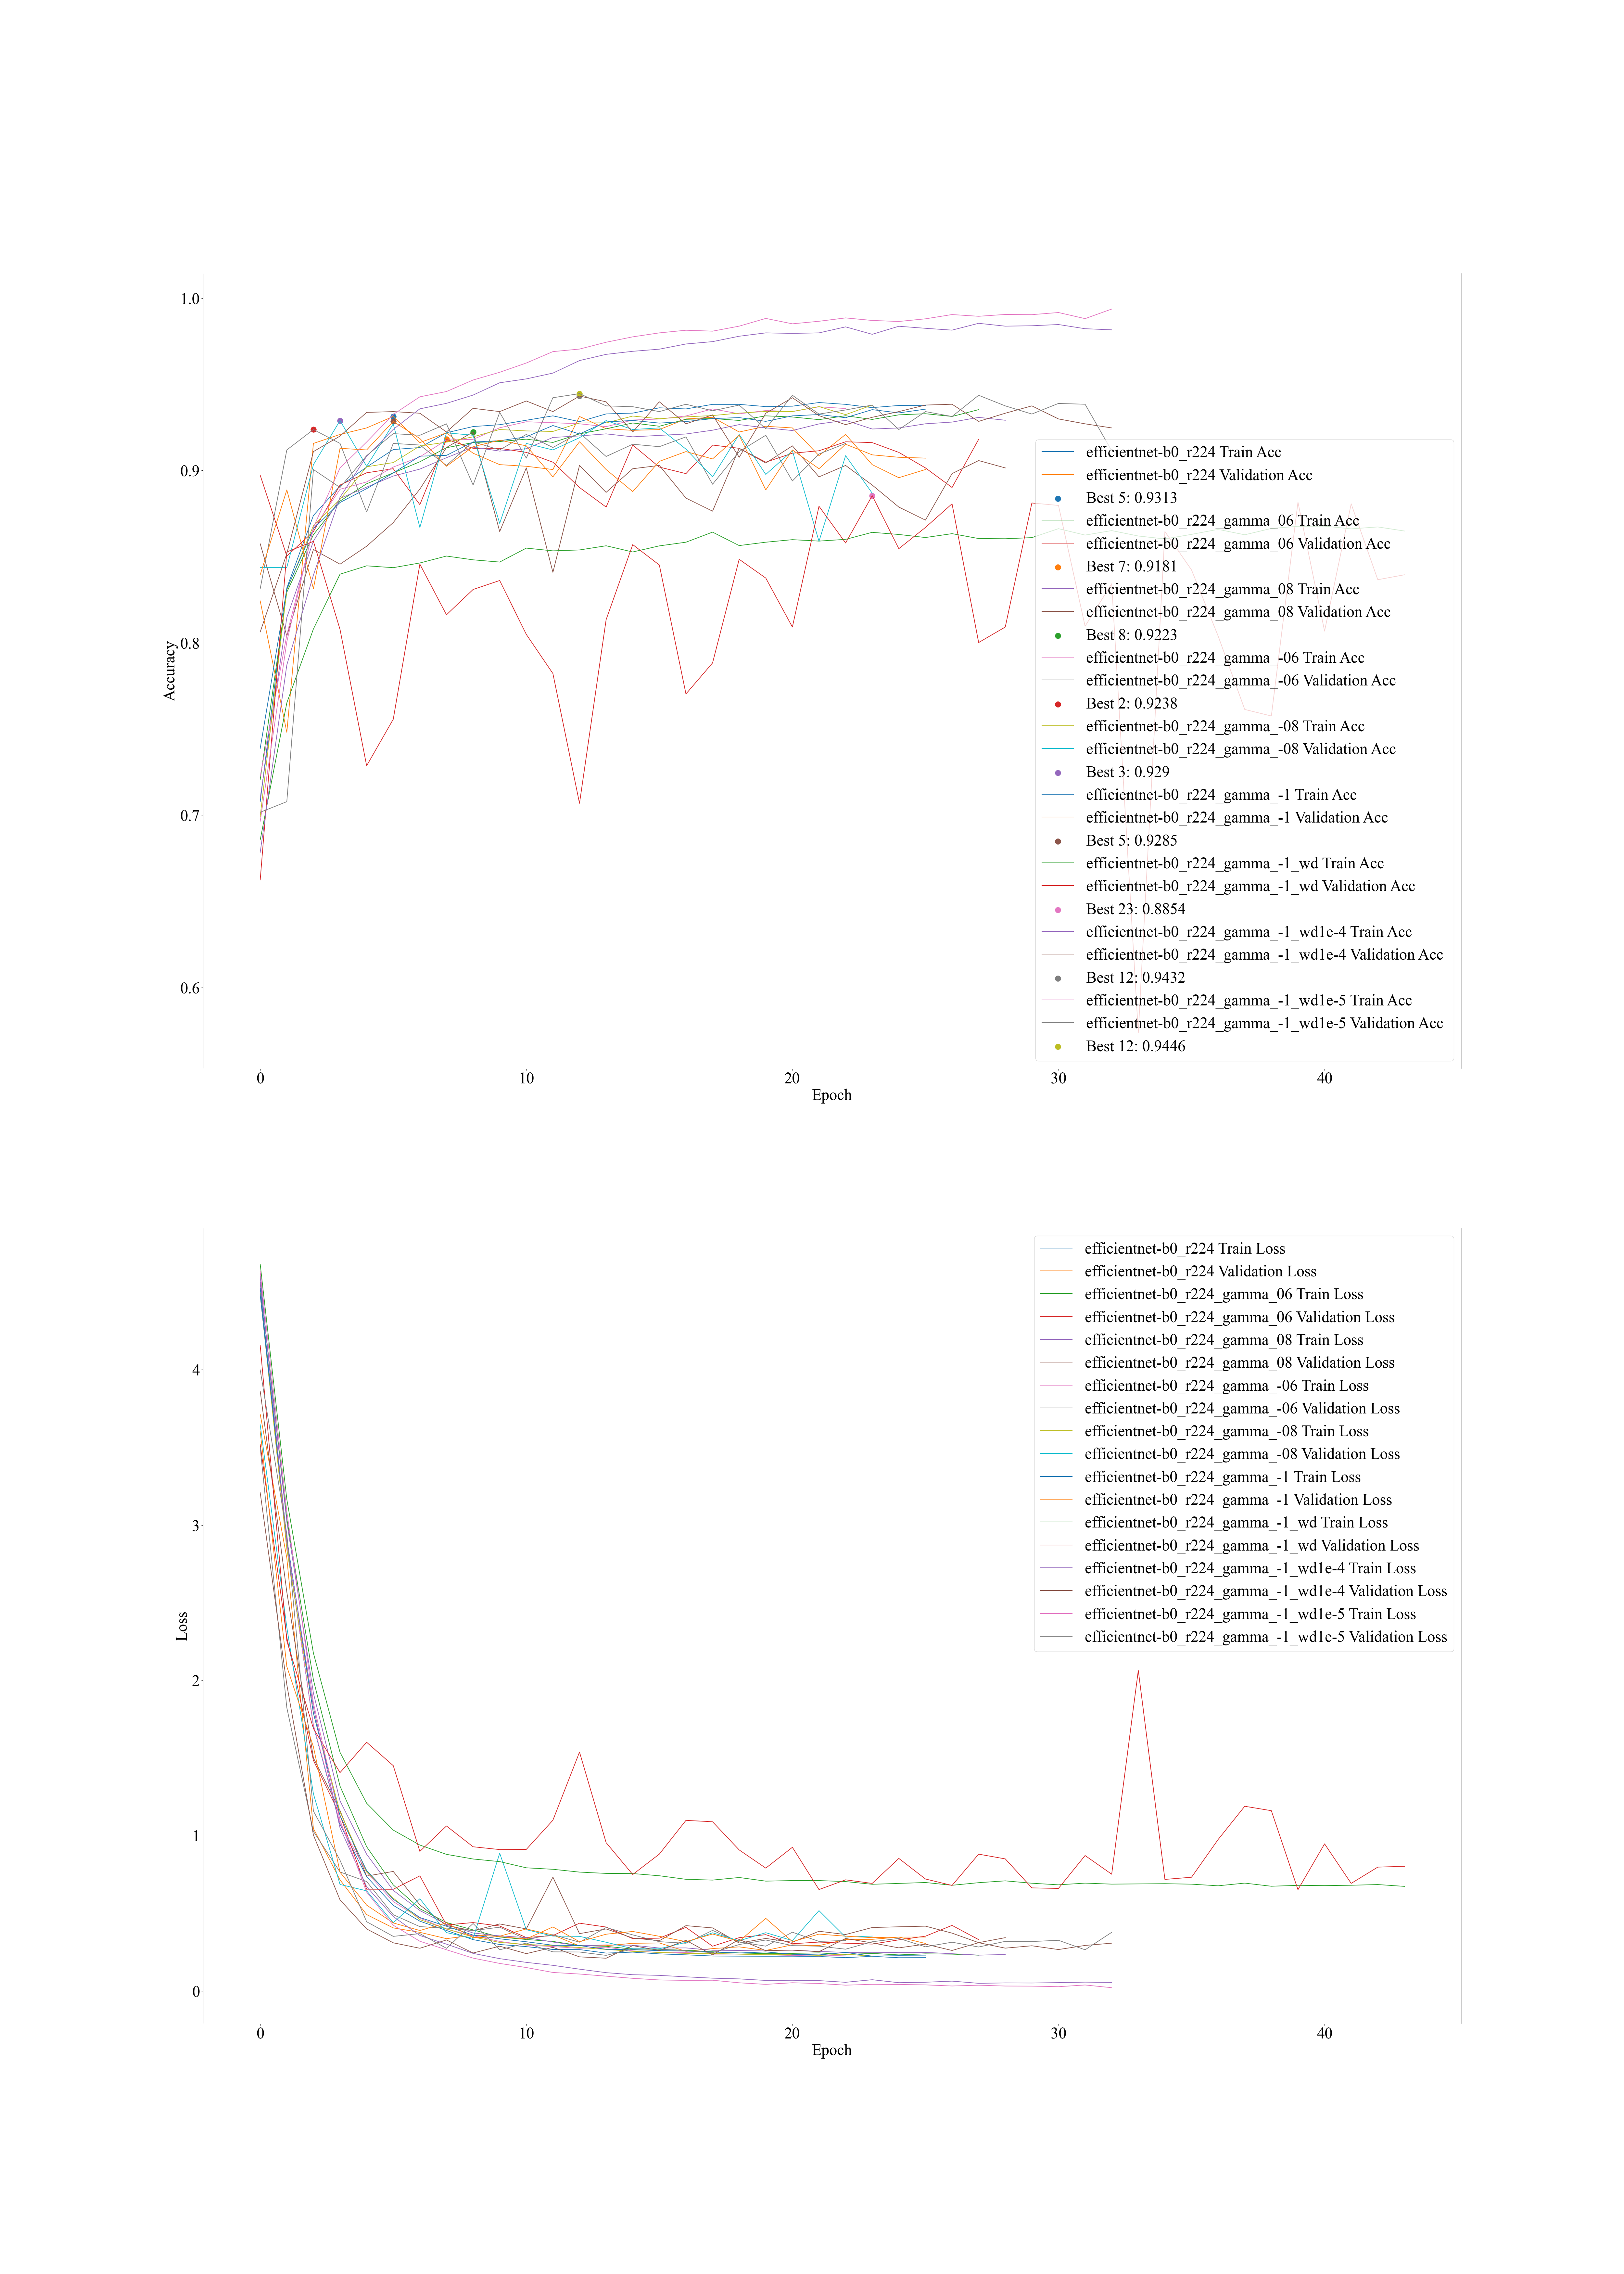 1.0
0.9
0.8
0.7
0.6
Accuracy
efficientnet-b0_r224 Train Acc
efficientnet-b0_r224 Validation Acc
Best 5: 0.9313
efficientnet-b0_r224_gamma_06 Train Acc
efficientnet-b0_r224_gamma_06 Validation Acc
Best 7: 0.9181
efficientnet-b0_r224_gamma_08 Train Acc
efficientnet-b0_r224_gamma_08 Validation Acc
Best 8: 0.9223
efficientnet-b0_r224_gamma_-06 Train Acc
efficientnet-b0_r224_gamma_-06 Validation Acc
Best 2: 0.9238
efficientnet-b0_r224_gamma_-08 Train Acc
efficientnet-b0_r224_gamma_-08 Validation Acc
Best 3: 0.929
efficientnet-b0_r224_gamma_-1 Train Acc
efficientnet-b0_r224_gamma_-1 Validation Acc
Best 5: 0.9285
efficientnet-b0_r224_gamma_-1_wd Train Acc
efficientnet-b0_r224_gamma_-1_wd Validation Acc
Best 23: 0.8854
efficientnet-b0_r224_gamma_-1_wd1e-4 Train Acc
efficientnet-b0_r224_gamma_-1_wd1e-4 Validation Acc
Best 12: 0.9432
efficientnet-b0_r224_gamma_-1_wd1e-5 Train Acc
efficientnet-b0_r224_gamma_-1_wd1e-5 Validation Acc
Best 12: 0.9446
0 10 20 30 40
Epoch
4
3
2
1
0
Loss
efficientnet-b0_r224 Train Loss
efficientnet-b0_r224 Validation Loss
efficientnet-b0_r224_gamma_06 Train Loss
efficientnet-b0_r224_gamma_06 Validation Loss
efficientnet-b0_r224_gamma_08 Train Loss
efficientnet-b0_r224_gamma_08 Validation Loss
efficientnet-b0_r224_gamma_-06 Train Loss
efficientnet-b0_r224_gamma_-06 Validation Loss
efficientnet-b0_r224_gamma_-08 Train Loss
efficientnet-b0_r224_gamma_-08 Validation Loss
efficientnet-b0_r224_gamma_-1 Train Loss
efficientnet-b0_r224_gamma_-1 Validation Loss
efficientnet-b0_r224_gamma_-1_wd Train Loss
efficientnet-b0_r224_gamma_-1_wd Validation Loss
efficientnet-b0_r224_gamma_-1_wd1e-4 Train Loss
efficientnet-b0_r224_gamma_-1_wd1e-4 Validation Loss
efficientnet-b0_r224_gamma_-1_wd1e-5 Train Loss
efficientnet-b0_r224_gamma_-1_wd1e-5 Validation Loss
0 10 20 30 40
Epoch